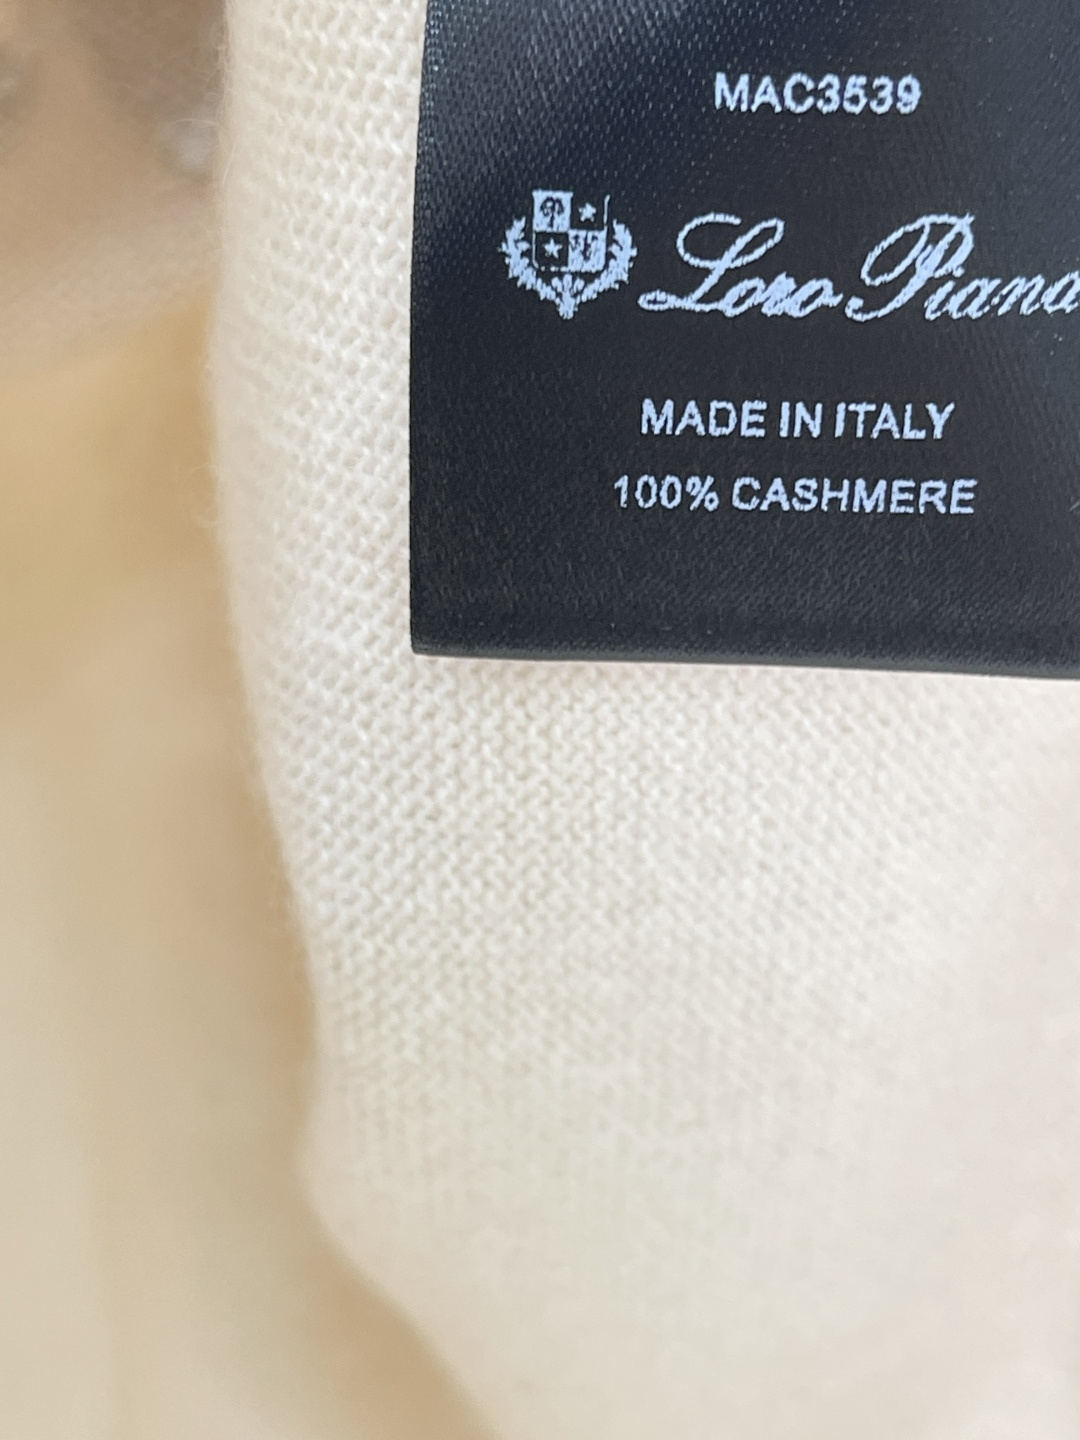 MAC3539
Loro Piana
MADE IN ITALY
100% CASHMERE